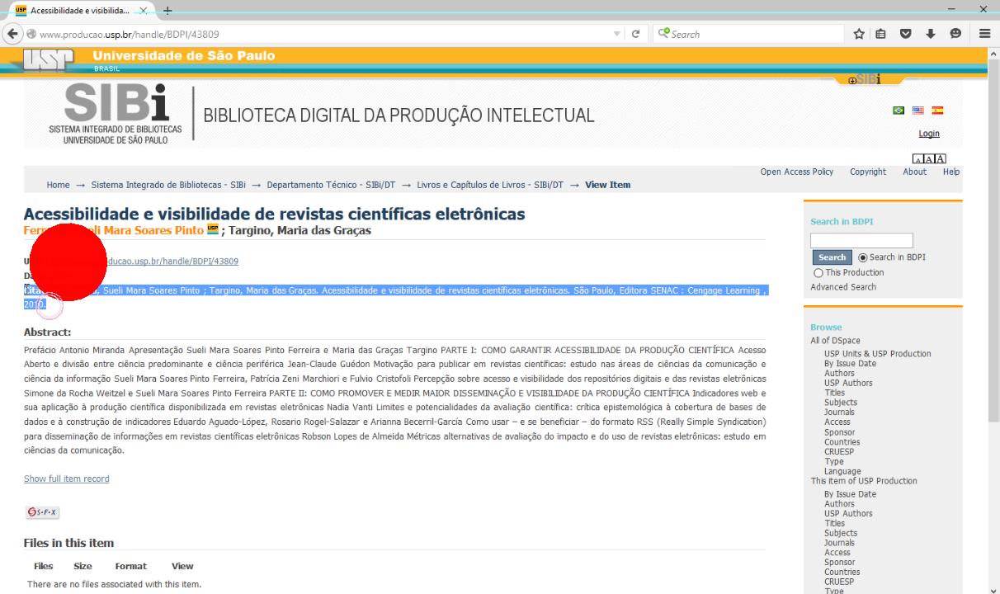 Acessibilidade e visibilida...
www.producao.usp.br/handle/BDPI/43809
Search
USP
Universidade de São Paulo
BRASIL
SIBi
SIBi
SISTEMA INTEGRADO DE BIBLIOTECAS
UNIVERSIDADE DE SÃO PAULO
BIBLIOTECA DIGITAL DA PRODUÇÃO INTELECTUAL
Login
A A A
Open Access Policy Copyright About Help
Home → Sistema Integrado de Bibliotecas - SIBi → Departamento Técnico - SIBi/DT → Livros e Capítulos de Livros - SIBi/DT → View Item
Acessibilidade e visibilidade de revistas científicas eletrônicas
Mara Soares Pinto ; Targino, Maria das Graças
ducao.usp.br/handle/BDPI/43809
Sueli Mara Soares Pinto ; Targino, Maria das Graças. Acessibilidade e visibilidade de revistas científicas eletrônicas. São Paulo, Editora SENAC : Cengage Learning ,
2010.
Abstract:
Prefácio Antonio Miranda Apresentação Sueli Mara Soares Pinto Ferreira e Maria das Graças Targino PARTE I: COMO GARANTIR ACESSIBILIDADE DA PRODUÇÃO CIENTÍFICA Acesso
Aberto e divisão entre ciência predominante e ciência periférica Jean-Claude Guédon Motivação para publicar em revistas científicas: estudo nas áreas de ciências da comunicação e
ciência da informação Sueli Mara Soares Pinto Ferreira, Patrícia Zeni Marchiori e Fulvio Cristofoli Percepção sobre acesso e visibilidade dos repositórios digitais e das revistas eletrônicas
Simone da Rocha Weitzel e Sueli Mara Soares Pinto Ferreira PARTE II: COMO PROMOVER E MEDIR MAIOR DISSEMINAÇÃO E VISIBILIDADE DA PRODUÇÃO CIENTÍFICA Indicadores web e
sua aplicação à produção científica disponibilizada em revistas eletrônicas Nadia Vanti Limites e potencialidades da avaliação científica: crítica epistemológica à cobertura de bases de
dados e à construção de indicadores Eduardo Aguado-López, Rosario Rogel-Salazar e Arianna Becerril-García Como usar – e se beneficiar – do formato RSS (Really Simple Syndication)
para disseminação de informações em revistas científicas eletrônicas Robson Lopes de Almeida Métricas alternativas de avaliação do impacto e do uso de revistas eletrônicas: estudo em
ciências da comunicação.
Show full item record
S·F·X
Files in this item
Files Size Format View
There are no files associated with this item.
Search in BDPI
Search Search in BDPI
This Production
Advanced Search
Browse
All of DSpace
USP Units & USP Production
By Issue Date
Authors
USP Authors
Titles
Subjects
Journals
Access
Sponsor
Countries
CRUESP
Type
Language
This item of USP Production
By Issue Date
Authors
USP Authors
Titles
Subjects
Journals
Access
Sponsor
Countries
CRUESP
Type